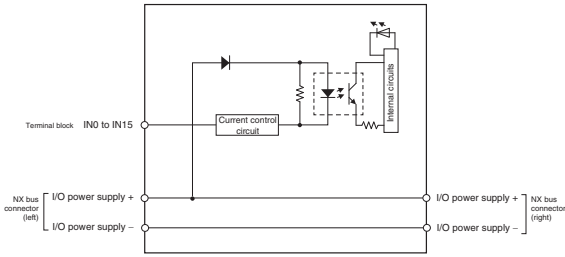 Internal circuits
Current control
circuit
Terminal block IN0 to IN15
NX bus
connector
(left)
I/O power supply +
I/O power supply −
I/O power supply +
I/O power supply −
NX bus
connector
(right)